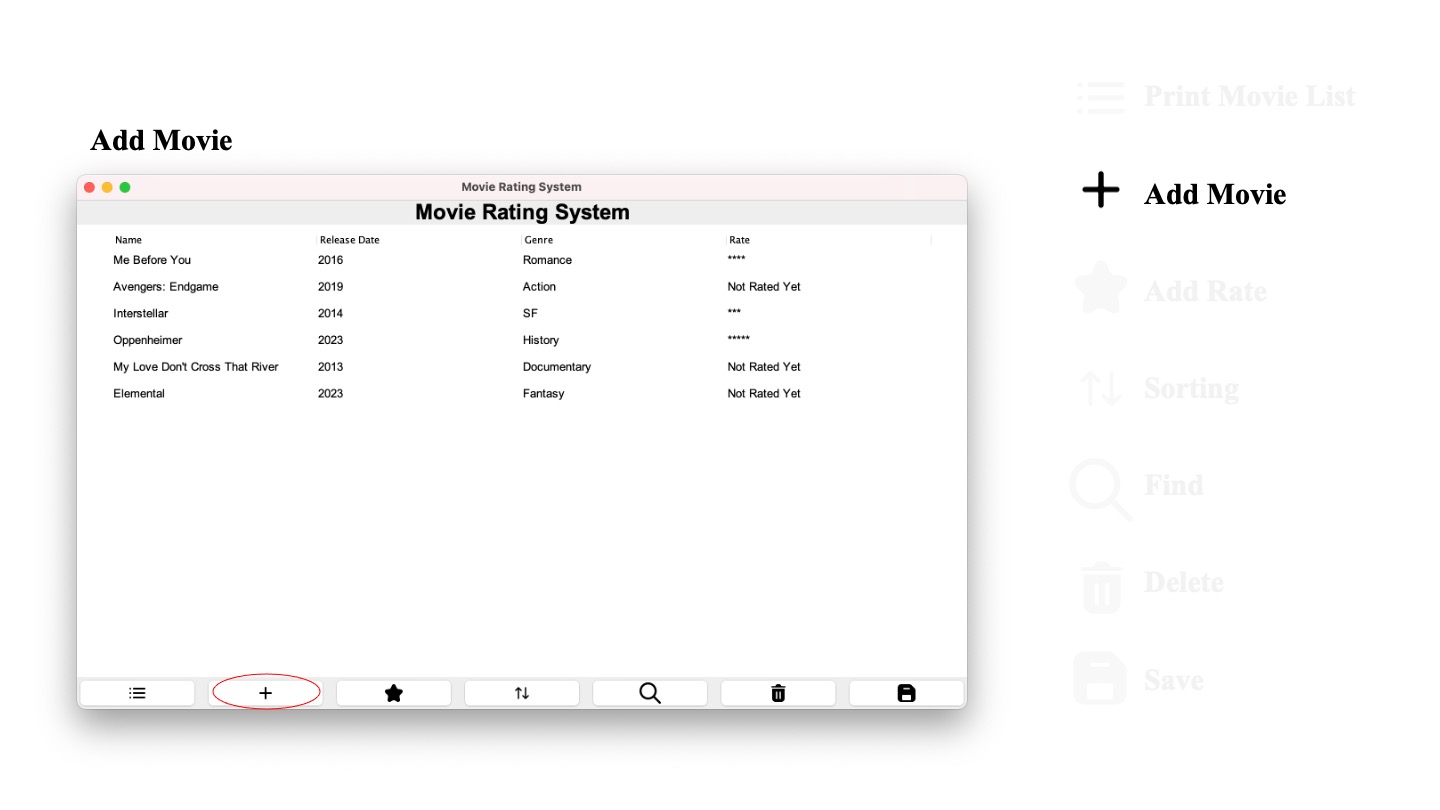 Add Movie
Movie Rating System
Movie Rating System
Name Release Date Genre Rate
Me Before You 2016 Romance ****
Avengers: Endgame 2019 Action Not Rated Yet
Interstellar 2014 SF ***
Oppenheimer 2023 History *****
My Love Don't Cross That River 2013 Documentary Not Rated Yet
Elemental 2023 Fantasy Not Rated Yet
Print Movie List
Add Movie
Add Rate
Sorting
Find
Delete
Save